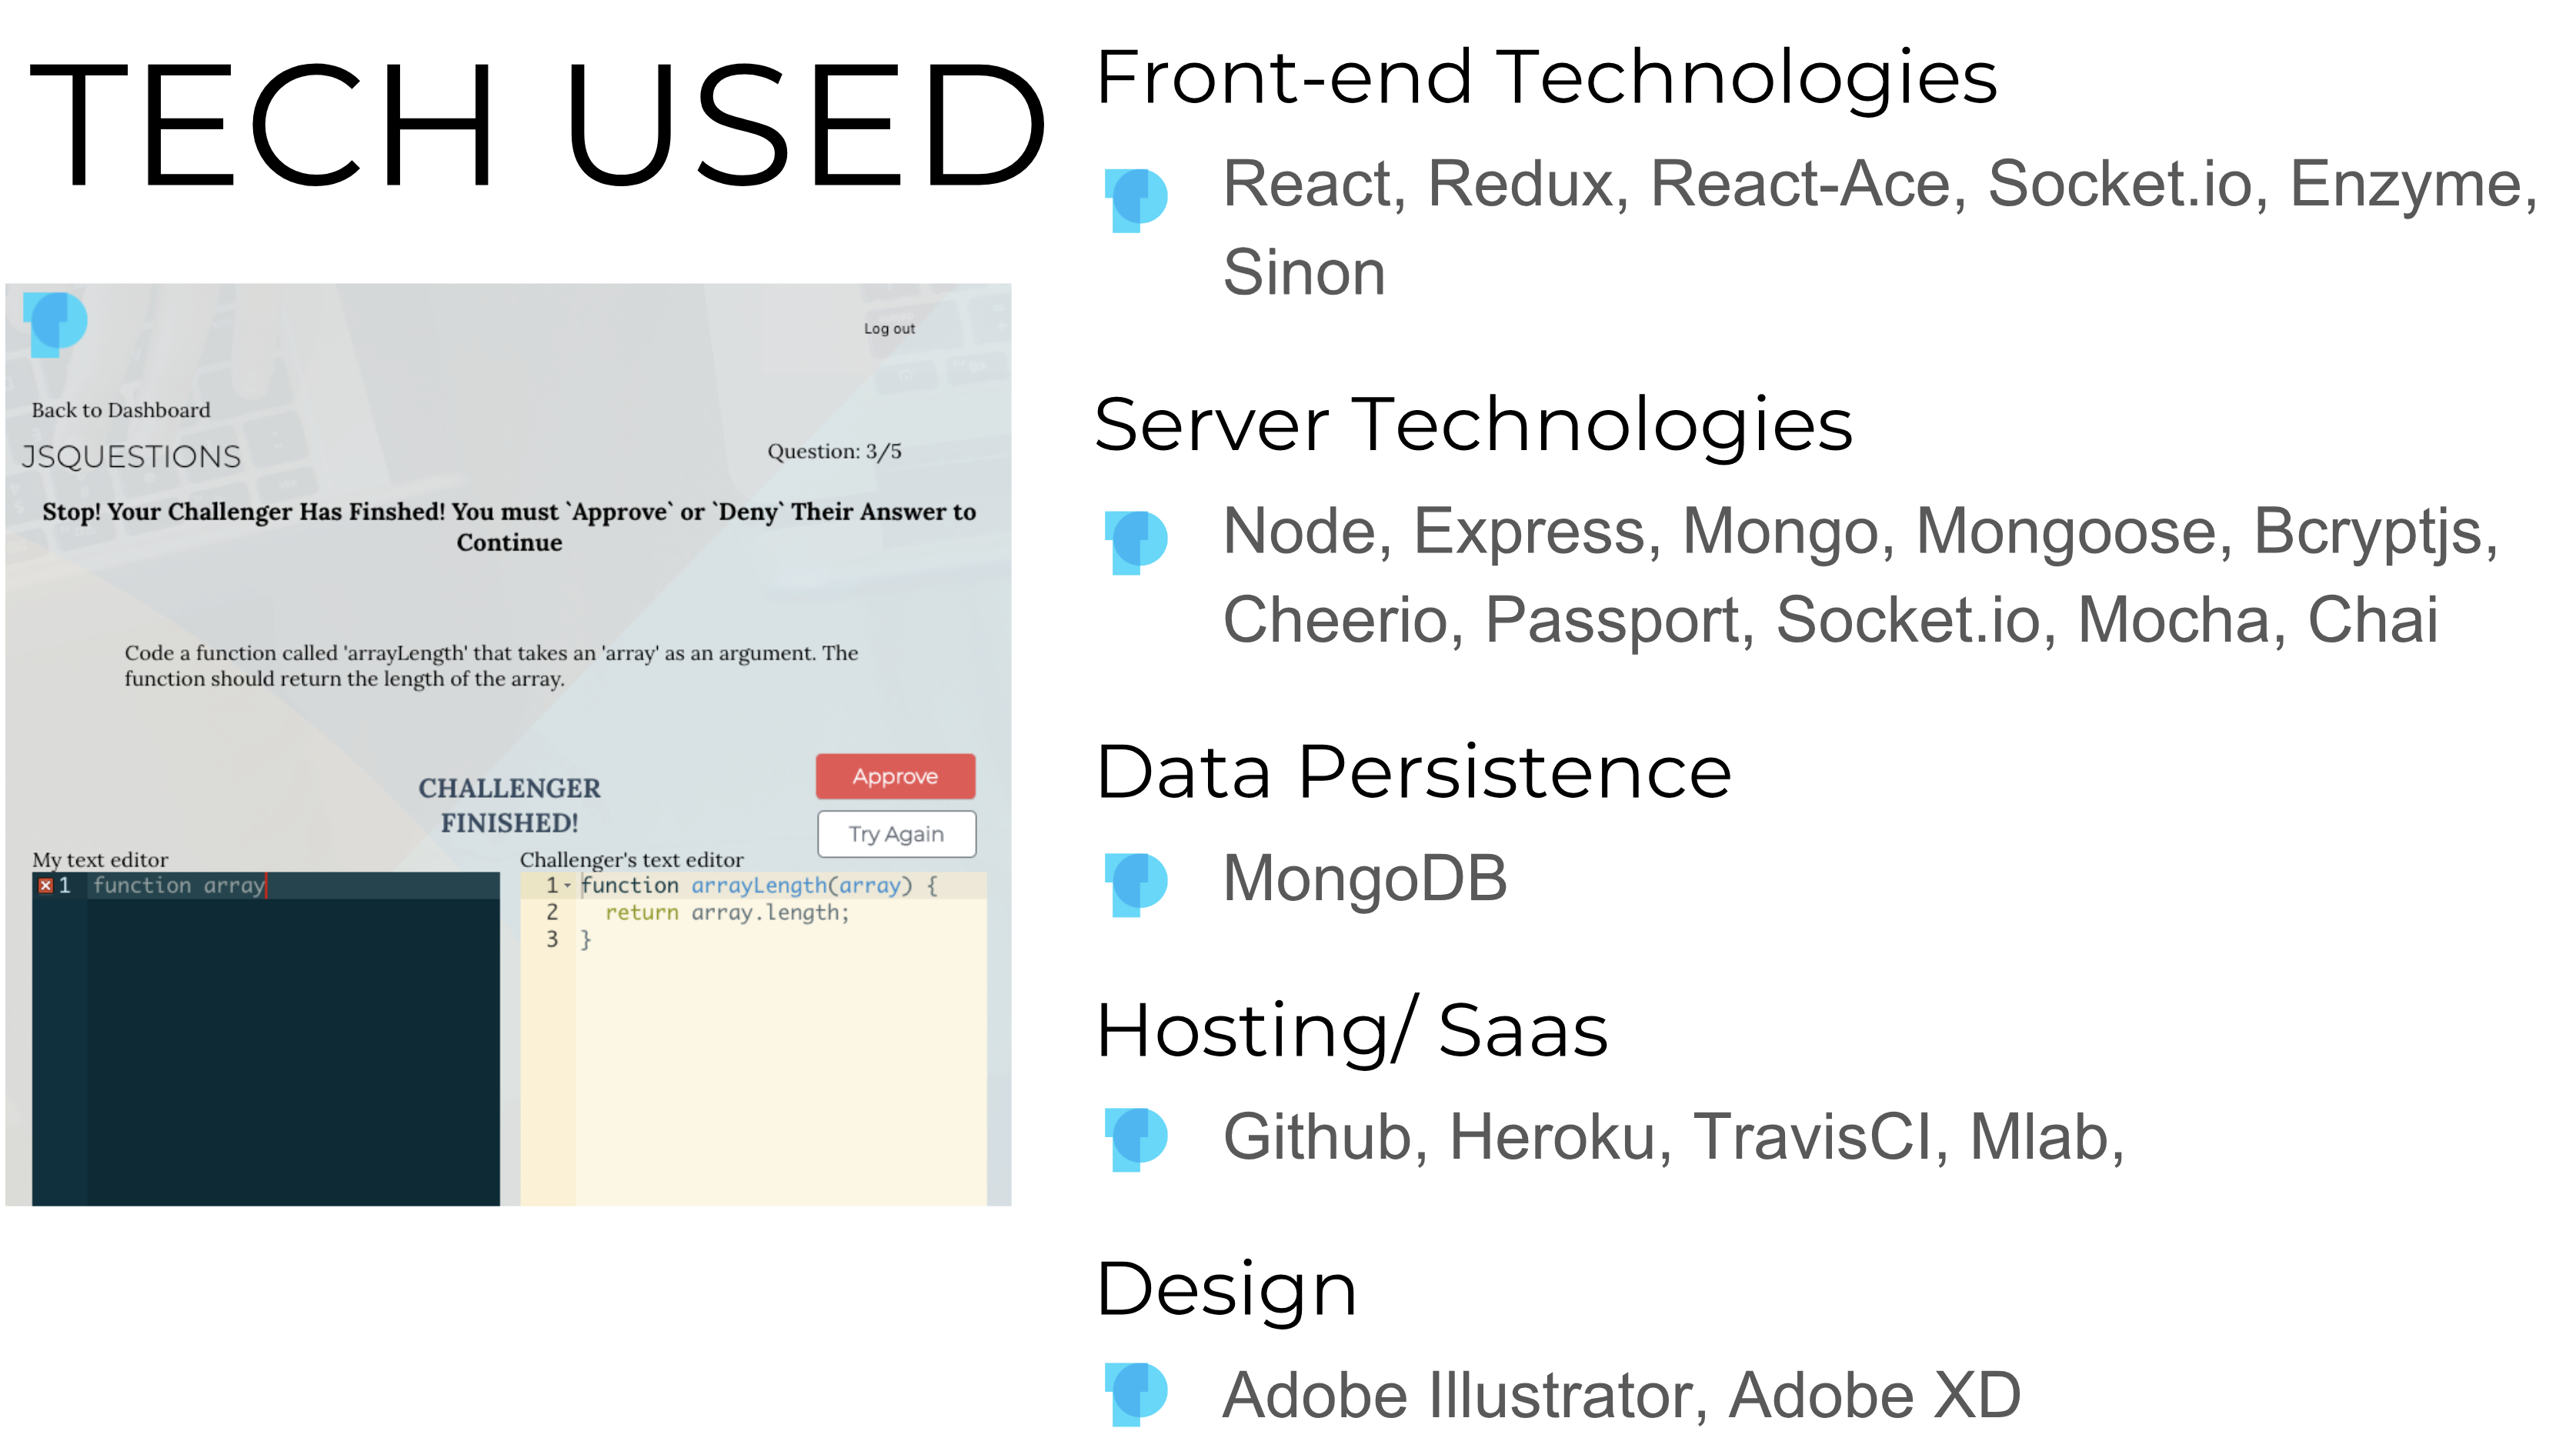 TECH USED
Log out
Back to Dashboard
JSQUESTIONS
Question: 3/5
Stop! Your Challenger Has Finshed! You must `Approve` or `Deny` Their Answer to
Continue
Code a function called 'arrayLength' that takes an 'array' as an argument. The
function should return the length of the array.
CHALLENGER
FINISHED!
Approve
Try Again
My text editor
1 function array
Challenger's text editor
1 function arrayLength(array) {
2 return array.length;
3 }
Front-end Technologies
React, Redux, React-Ace, Socket.io, Enzyme,
Sinon
Server Technologies
Node, Express, Mongo, Mongoose, Bcryptjs,
Cheerio, Passport, Socket.io, Mocha, Chai
Data Persistence
MongoDB
Hosting/ Saas
Github, Heroku, TravisCI, Mlab,
Design
Adobe Illustrator, Adobe XD